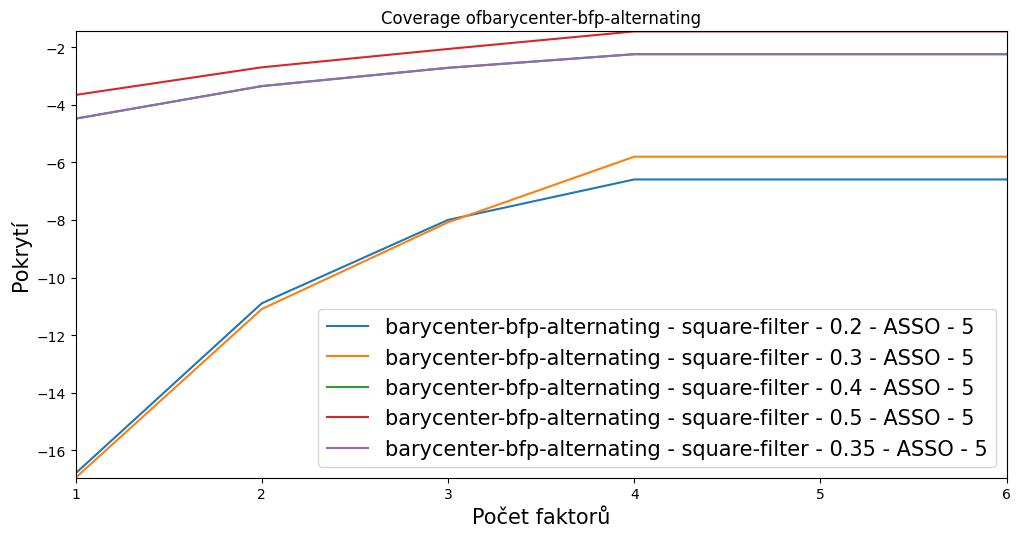 Coverage ofbarycenter-bfp-alternating
−2
−4
−6
−8
−10
−12
−14
−16
Pokrytí
barycenter-bfp-alternating - square-filter - 0.2 - ASSO - 5
barycenter-bfp-alternating - square-filter - 0.3 - ASSO - 5
barycenter-bfp-alternating - square-filter - 0.4 - ASSO - 5
barycenter-bfp-alternating - square-filter - 0.5 - ASSO - 5
barycenter-bfp-alternating - square-filter - 0.35 - ASSO - 5
1 2 3 4 5 6
Počet faktorů